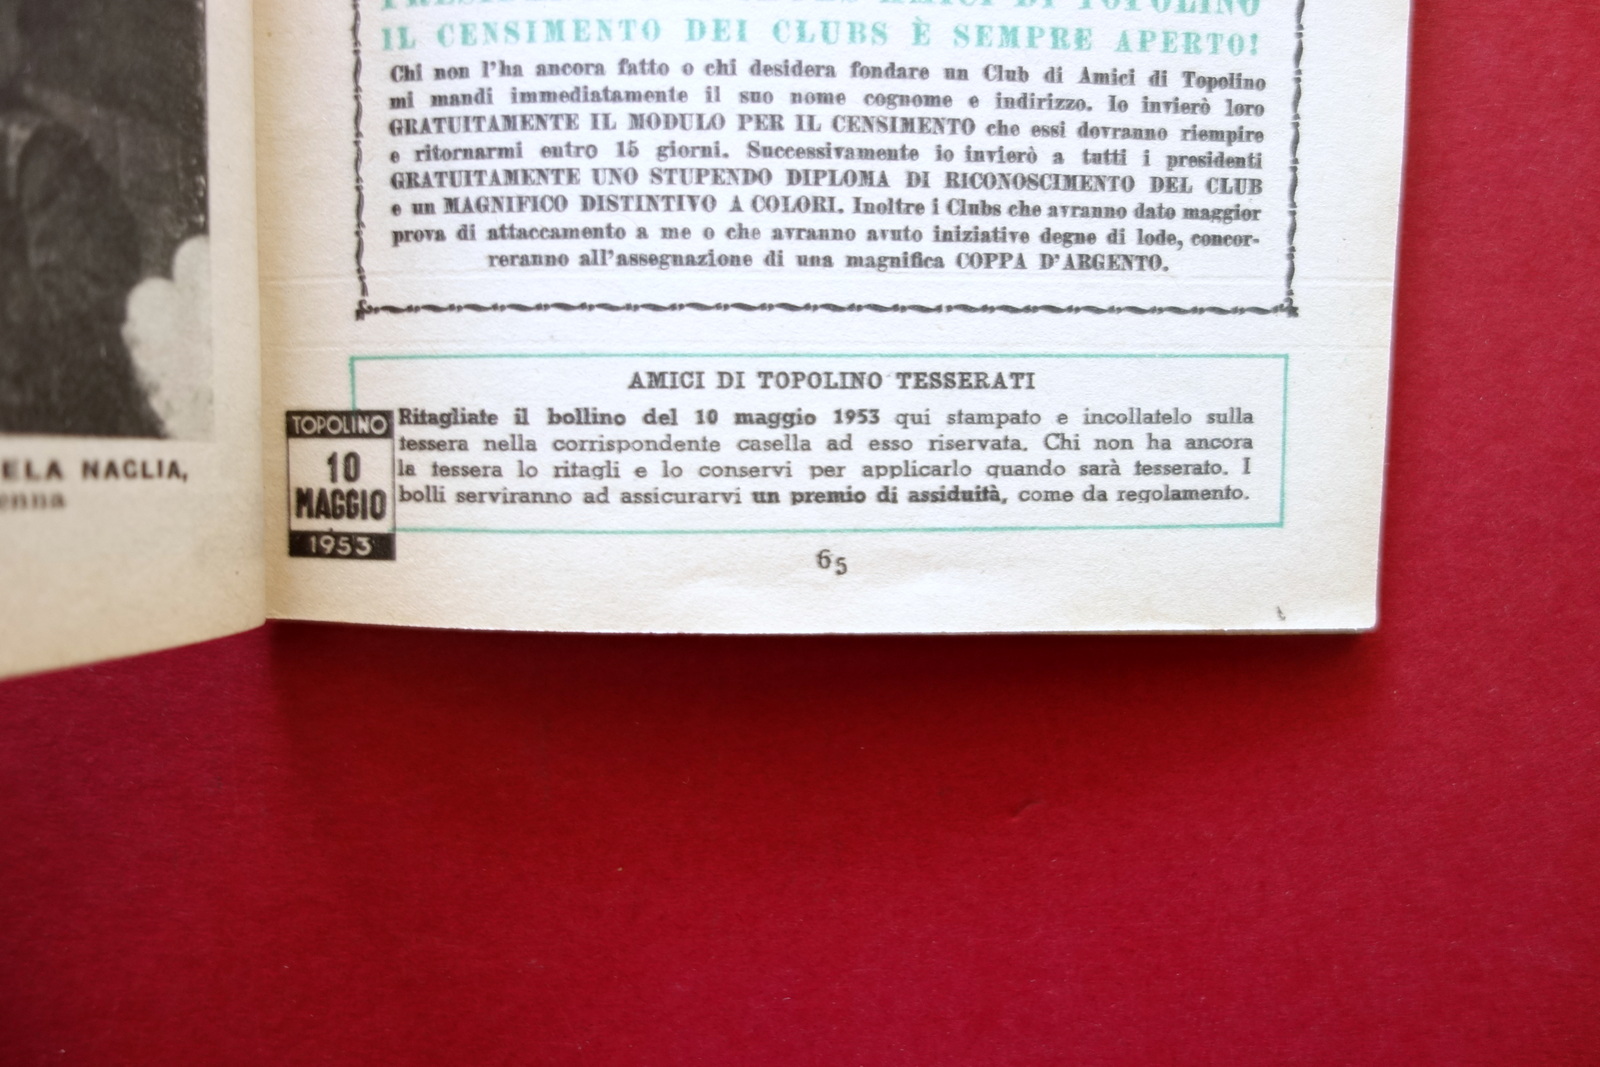 AMICI DI TOPOLINO
IL CENSIMENTO DEI CLUBS È SEMPRE APERTO!
Chi non l'ha ancora fatto o chi desidera fondare un Club di Amici di Topolino
mi mandi immediatamente il suo nome cognome e indirizzo. Io invierò loro
GRATUITAMENTE IL MODULO PER IL CENSIMENTO che essi dovranno riempire
e ritornarmi entro 15 giorni. Successivamente io invierò a tutti i presidenti
GRATUITAMENTE UNO STUPENDO DIPLOMA DI RICONOSCIMENTO DEL CLUB
e un MAGNIFICO DISTINTIVO A COLORI. Inoltre i Clubs che avranno dato maggior
prova di attaccamento a me o che avranno avuto iniziative degne di lode, concor-
reranno all'assegnazione di una magnifica COPPA D'ARGENTO.
AMICI DI TOPOLINO TESSERATI
Ritagliate il bollino del 10 maggio 1953 qui stampato e incollatelo sulla
tessera nella corrispondente casella ad esso riservata. Chi non ha ancora
la tessera lo ritagli e lo conservi per applicarlo quando sarà tesserato. I
bolli serviranno ad assicurarvi un premio di assiduità, come da regolamento.
TOPOLINO
10
MAGGIO
1953
65
ELA NAGLIA,
enna